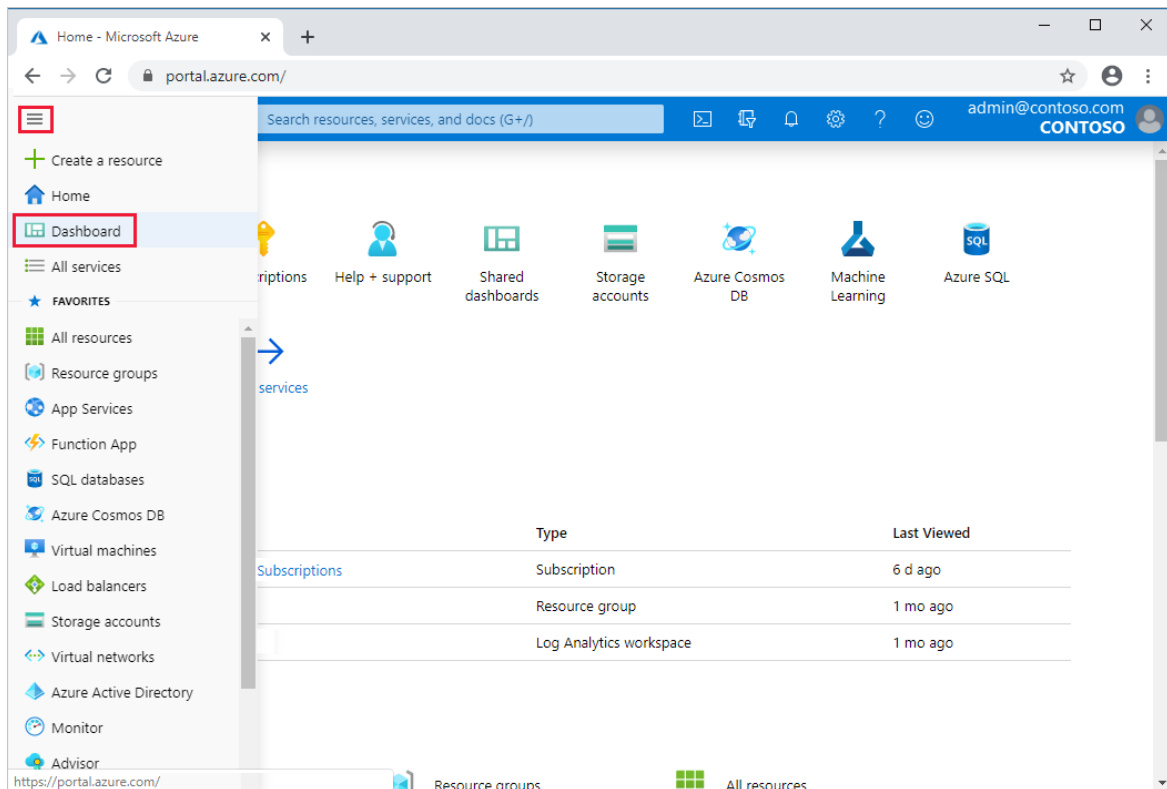 Home - Microsoft Azure
portal.azure.com/
Search resources, services, and docs (G+/)
admin@contoso.com
CONTOSO
Create a resource
Home
Dashboard
All services
FAVORITES
All resources
Resource groups
App Services
Function App
SQL databases
Azure Cosmos DB
Virtual machines
Load balancers
Storage accounts
Virtual networks
Azure Active Directory
Monitor
Advisor
https://portal.azure.com/
riptions
Help + support
Shared
dashboards
Storage
accounts
Azure Cosmos
DB
Machine
Learning
SQL
Azure SQL
services
Type
Last Viewed
Subscriptions
Subscription
6 d ago
Resource group
1 mo ago
Log Analytics workspace
1 mo ago
Resource groups
All resources